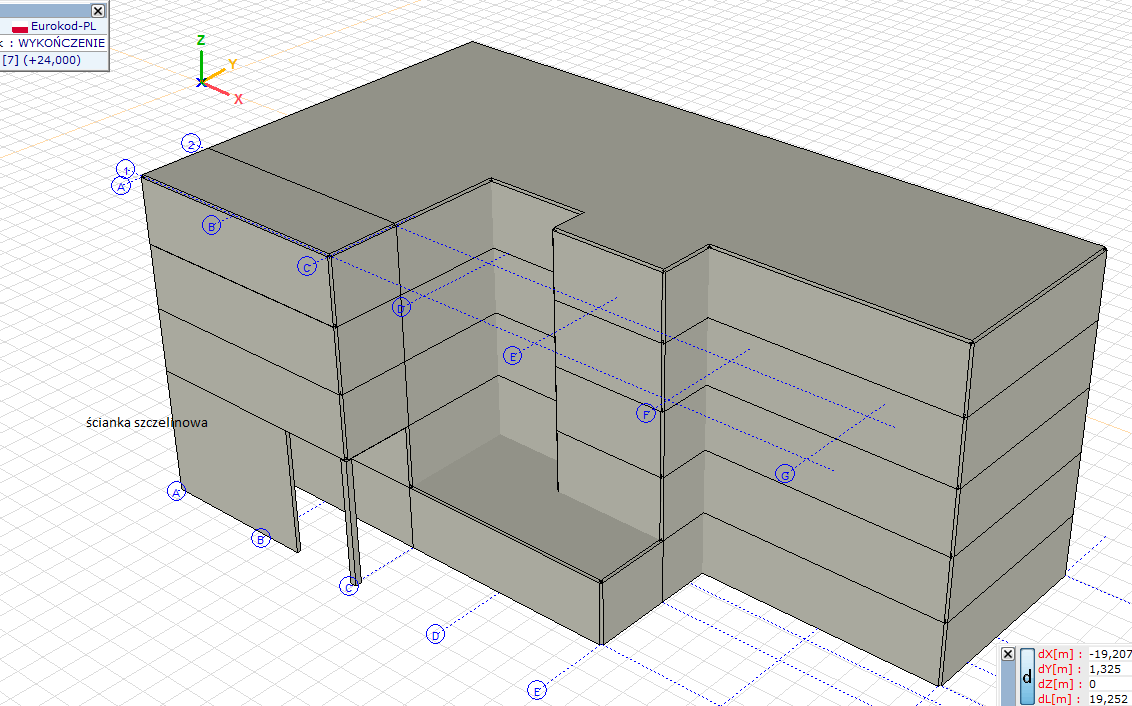 Eurokod-PL
: WYKOŃCZENIE
[7] (+24,000)
Z
Y
X
2
1
A
B
C
D
E
F
G
ścianka szczelinowa
A
B
C
D
E
d
dX[m] : -19,207
dY[m] : 1,325
dZ[m] : 0
dL[m] : 19,252